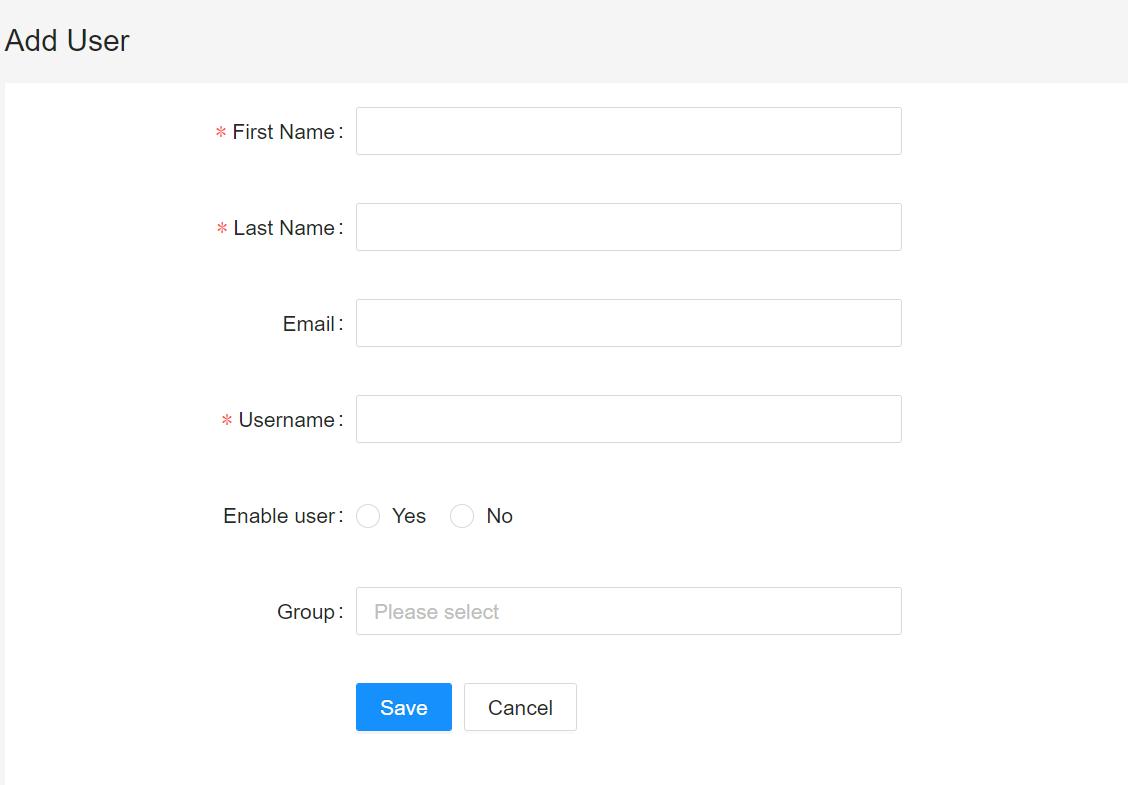 Add User
* First Name:
* Last Name:
Email:
* Username:
Enable user: Yes No
Group: Please select
Save Cancel